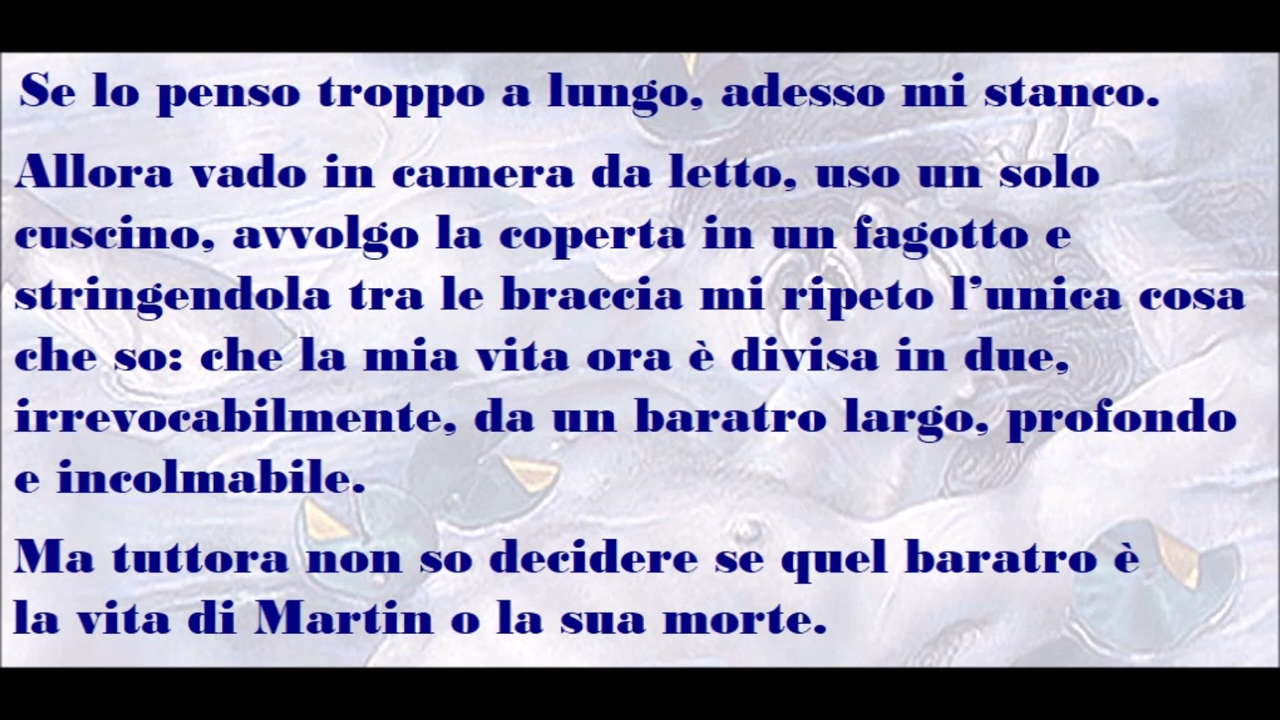 Se lo penso troppo a lungo, adesso mi stanco.
Allora vado in camera da letto, uso un solo
cuscino, avvolgo la coperta in un fagotto e
stringendola tra le braccia mi ripeto l’unica cosa
che so: che la mia vita ora è divisa in due,
irrevocabilmente, da un baratro largo, profondo
e incolmabile.
Ma tuttora non so decidere se quel baratro è
la vita di Martin o la sua morte.